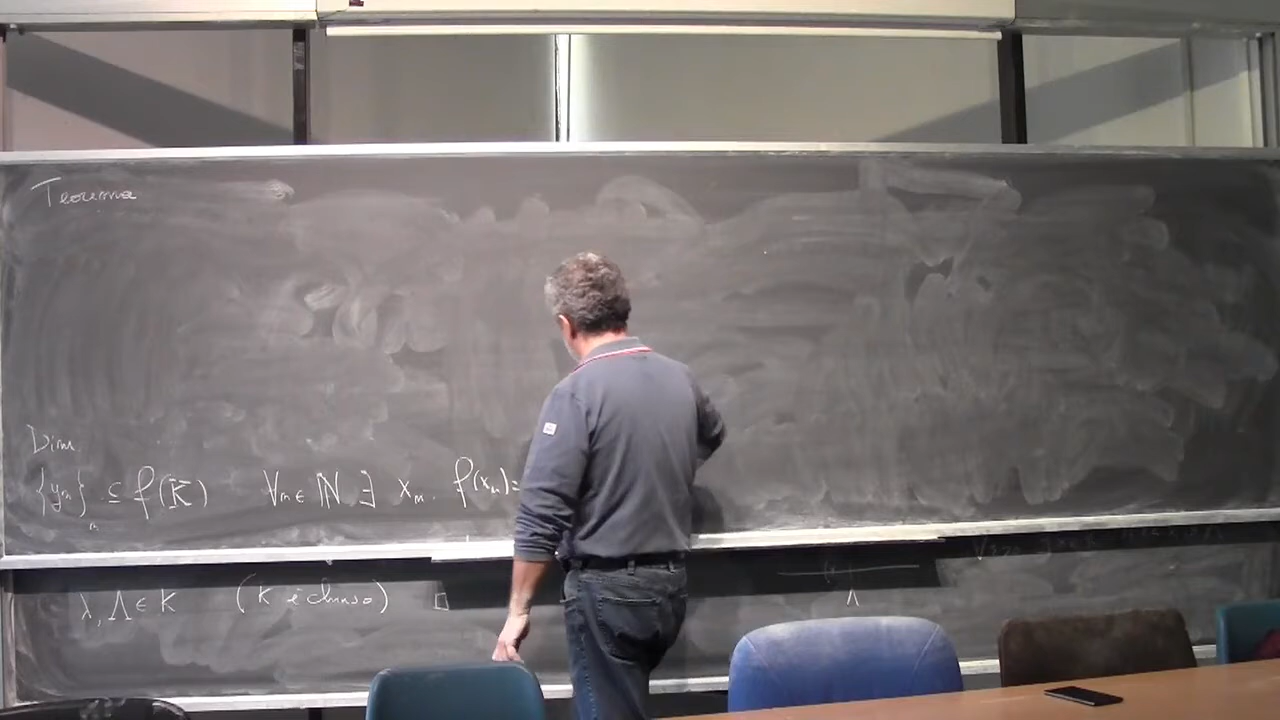 Teorema
Dim
{yₙ}ₙ ⊆ f(K) ∀n∈ℕ ∃ xₙ. f(xₙ)=
λ, Λ ∈ K (K è chiuso) □
Λ